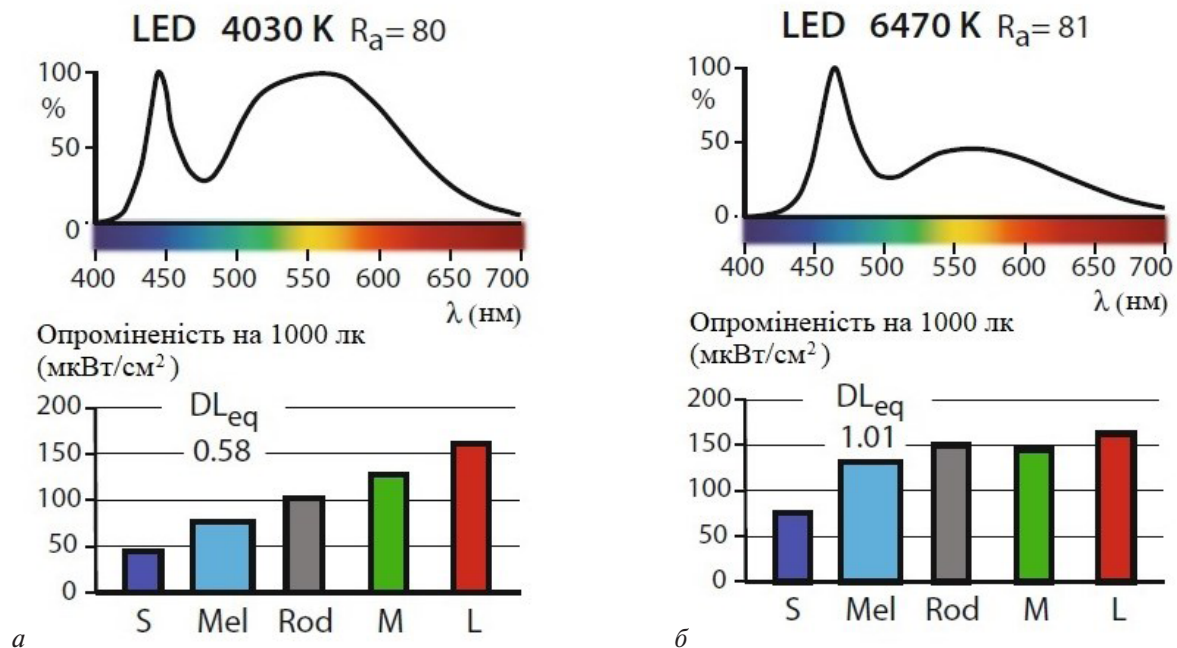 LED 4030 K Ra= 80
100
%
50
0
400 450 500 550 600 650 700
λ (нм)
Опроміненість на 1000 лк
(мкВт/см²)
200
150
100
50
0
DLeq
0.58
S Mel Rod M L
а
LED 6470 K Ra= 81
100
%
50
0
400 450 500 550 600 650 700
λ (нм)
Опроміненість на 1000 лк
(мкВт/см²)
200
150
100
50
0
DLeq
1.01
S Mel Rod M L
б